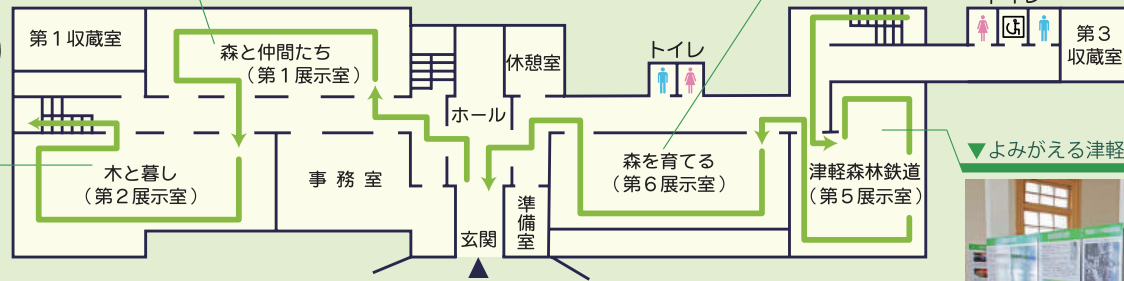 第1収蔵室
森と仲間たち
（第1展示室）
休憩室
トイレ
ホール
第3
収蔵室
木と暮し
（第2展示室）
事務室
森を育てる
（第6展示室）
津軽森林鉄道
（第5展示室）
▼よみがえる津軽
準備室
玄関